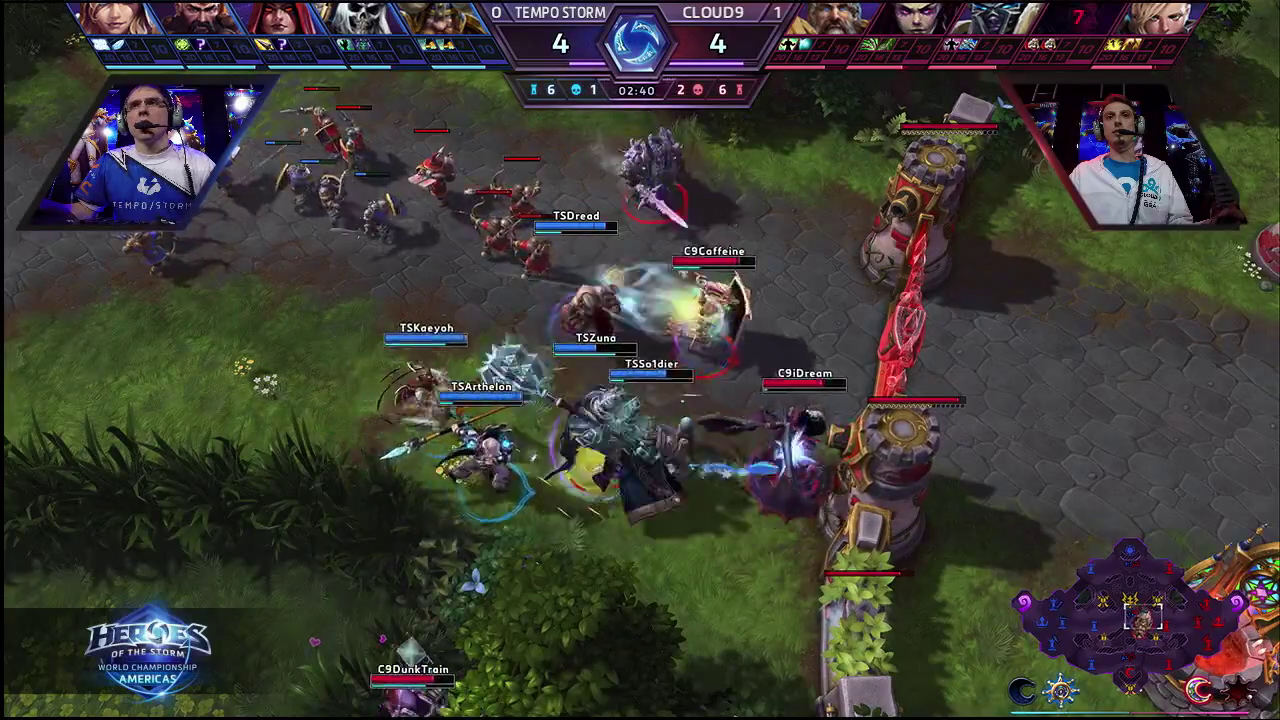 0 TEMPO STORM CLOUD9 1
4 4
6 1 02:40 2 6
7
TEMPO/STORM
TSDread
C9Caffeine
TSKaeyoh
TSZuna
TSSo1dier
C9iDream
TSArthelon
C9DunkTrain
HEROES
OF THE STORM
WORLD CHAMPIONSHIP
AMERICAS